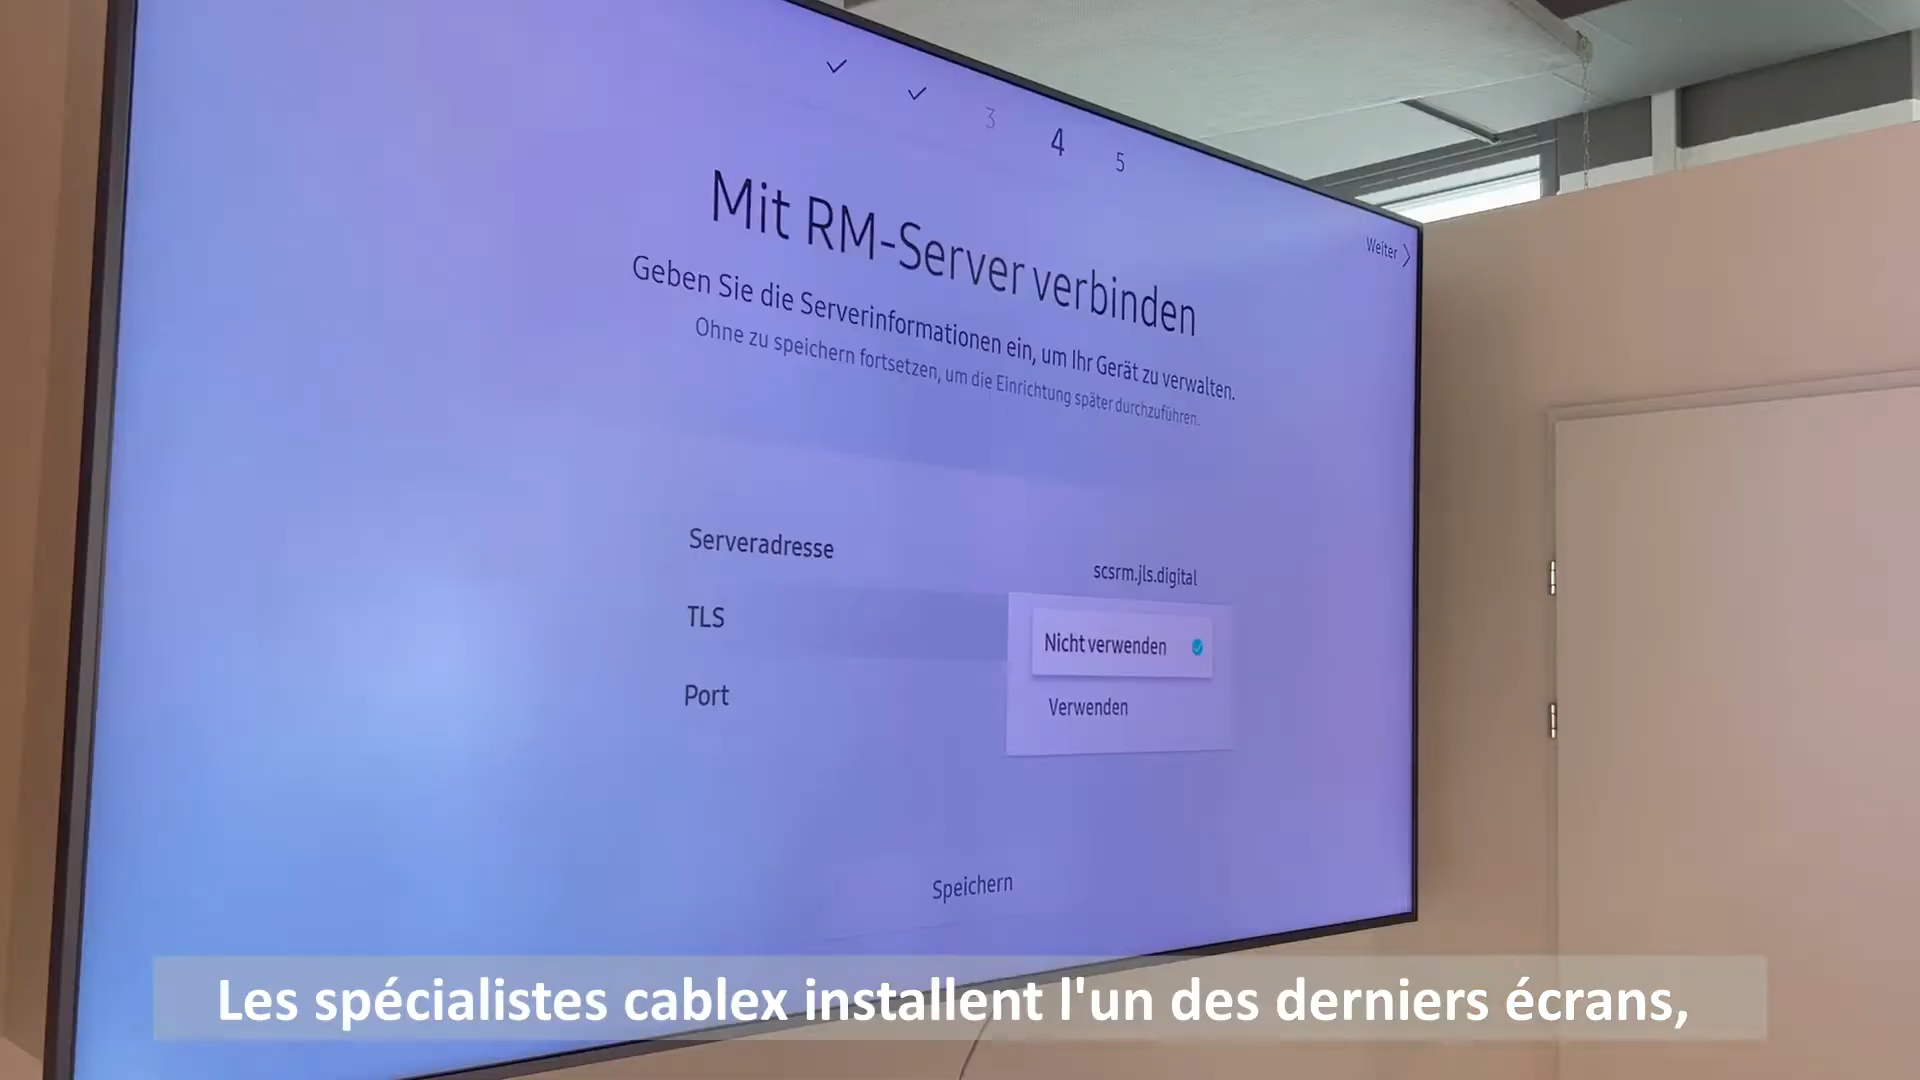 3
4
5
Weiter
Mit RM-Server verbinden
Geben Sie die Serverinformationen ein, um Ihr Gerät zu verwalten.
Ohne zu speichern fortsetzen, um die Einrichtung später durchzuführen.
Serveradresse
scsrm.jls.digital
TLS
Nicht verwenden
Verwenden
Port
Speichern
Les spécialistes cablex installent l'un des derniers écrans,